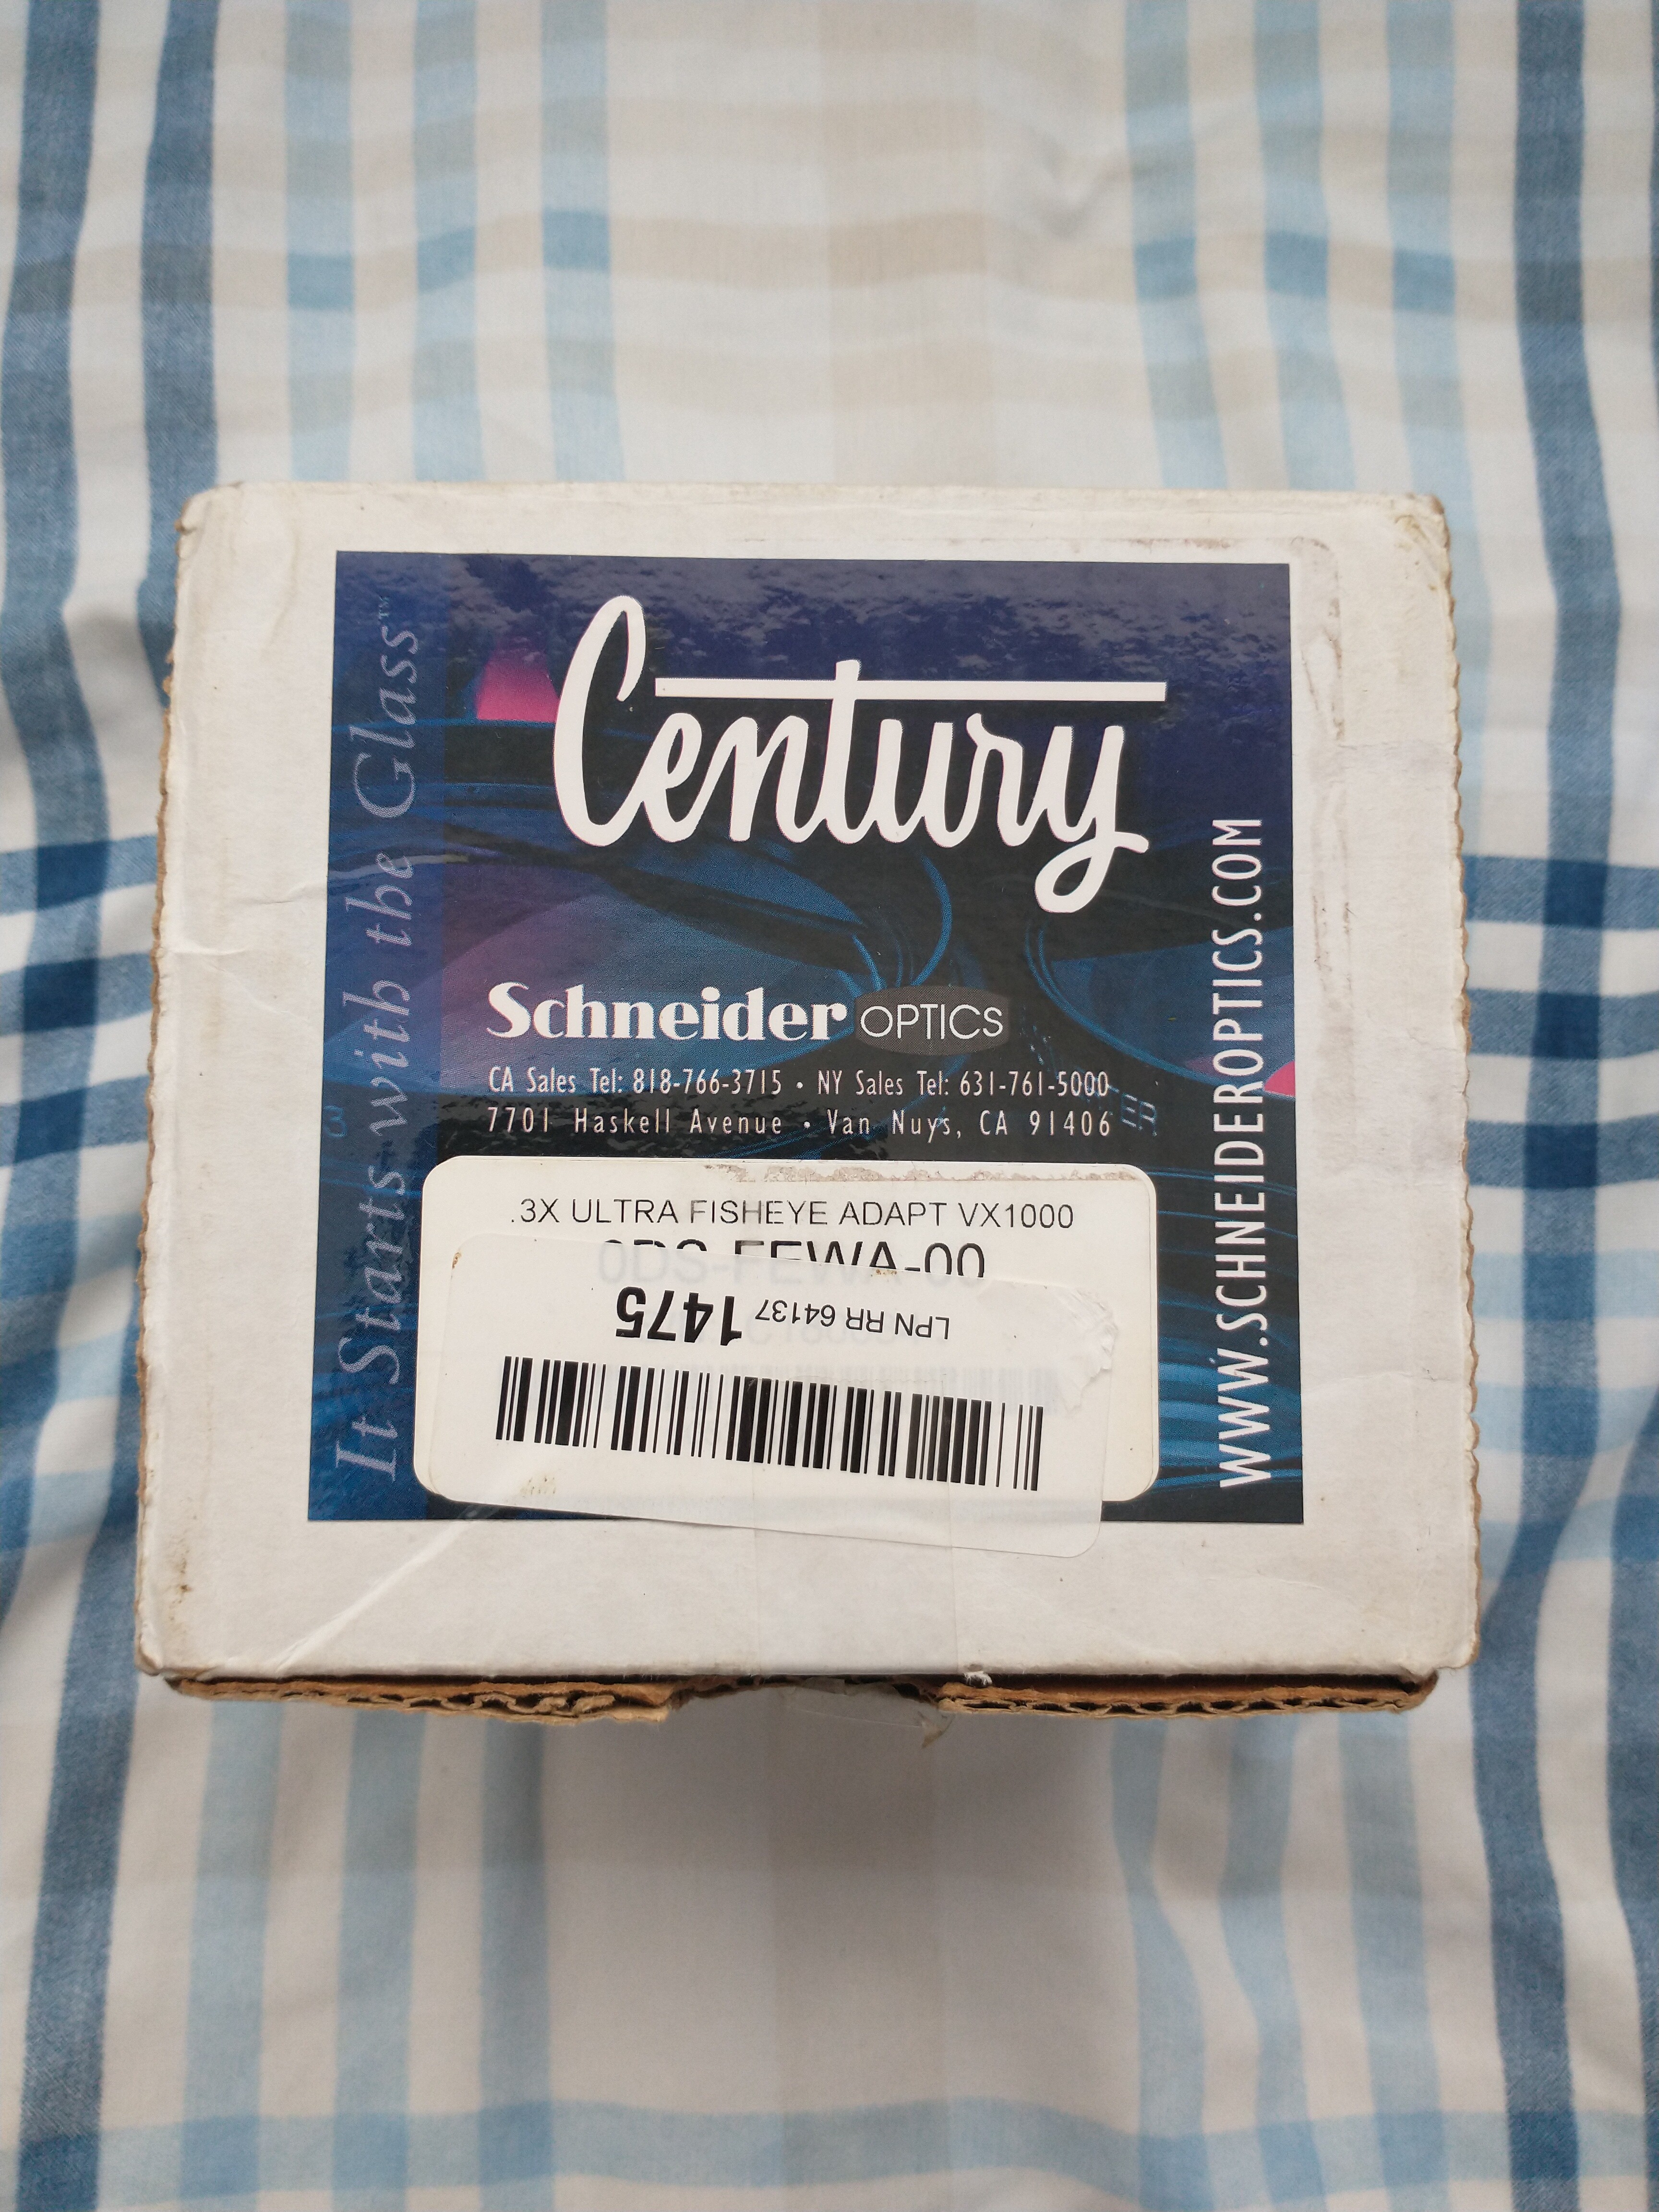 Century
It Starts with the Glass™
Schneider OPTICS
CA Sales Tel: 818-766-3715 • NY Sales Tel: 631-761-5000
7701 Haskell Avenue • Van Nuys, CA 91406
WWW.SCHNEIDEROPTICS.COM
.3X ULTRA FISHEYE ADAPT VX1000
0DS-FEWA-00
LPN RR 64137 1475